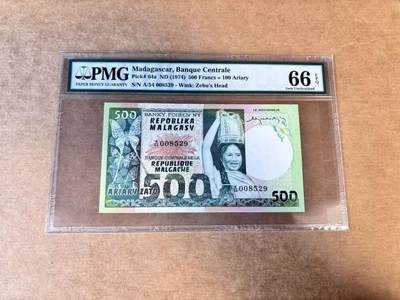 PMG
PAPER MONEY GUARANTY
Madagascar, Banque Centrale
Pick# 64a ND (1974) 500 Francs = 100 Ariary
S/N A/54 008529 - Wmk: Zebu's Head
66 EPQ
Gem Uncirculated
500
BANKY FOIBEN'NY
REPOBLIKA
MALAGASY
008529
BANQUE CENTRALE DE LA
REPUBLIQUE
MALGACHE
500
ARIARY ZATO
008529
500